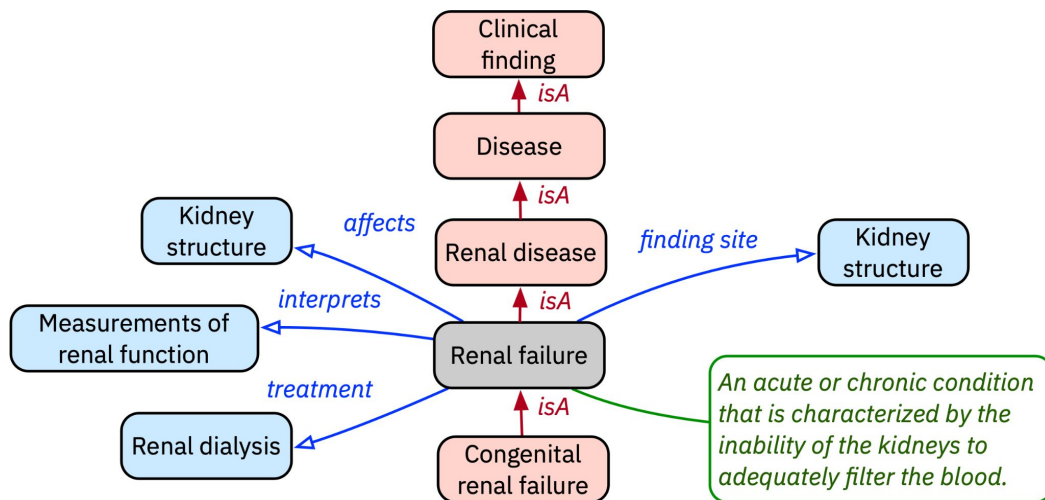 Clinical
finding
isA
Disease
isA
Kidney
structure
affects
Renal disease
finding site
Kidney
structure
isA
interprets
Measurements of
renal function
Renal failure
treatment
Renal dialysis
isA
Congenital
renal failure
An acute or chronic condition
that is characterized by the
inability of the kidneys to
adequately filter the blood.